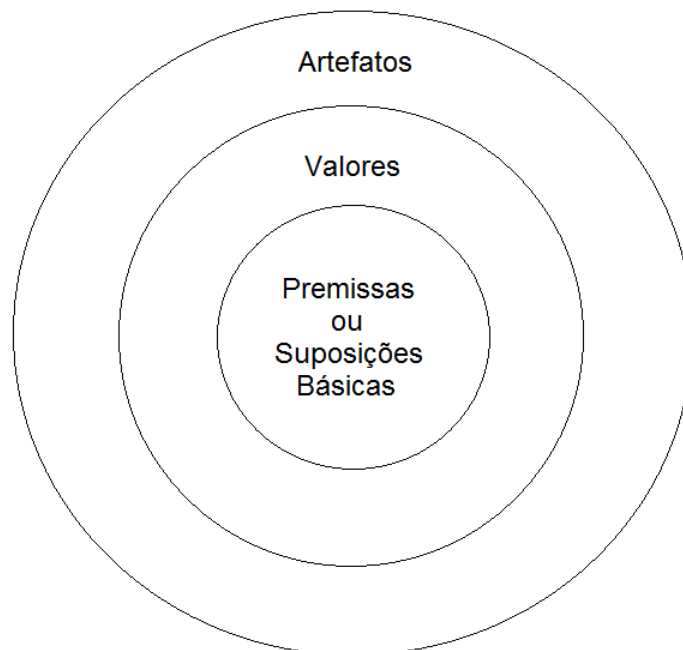 Artefatos
Valores
Premissas
ou
Suposições
Básicas